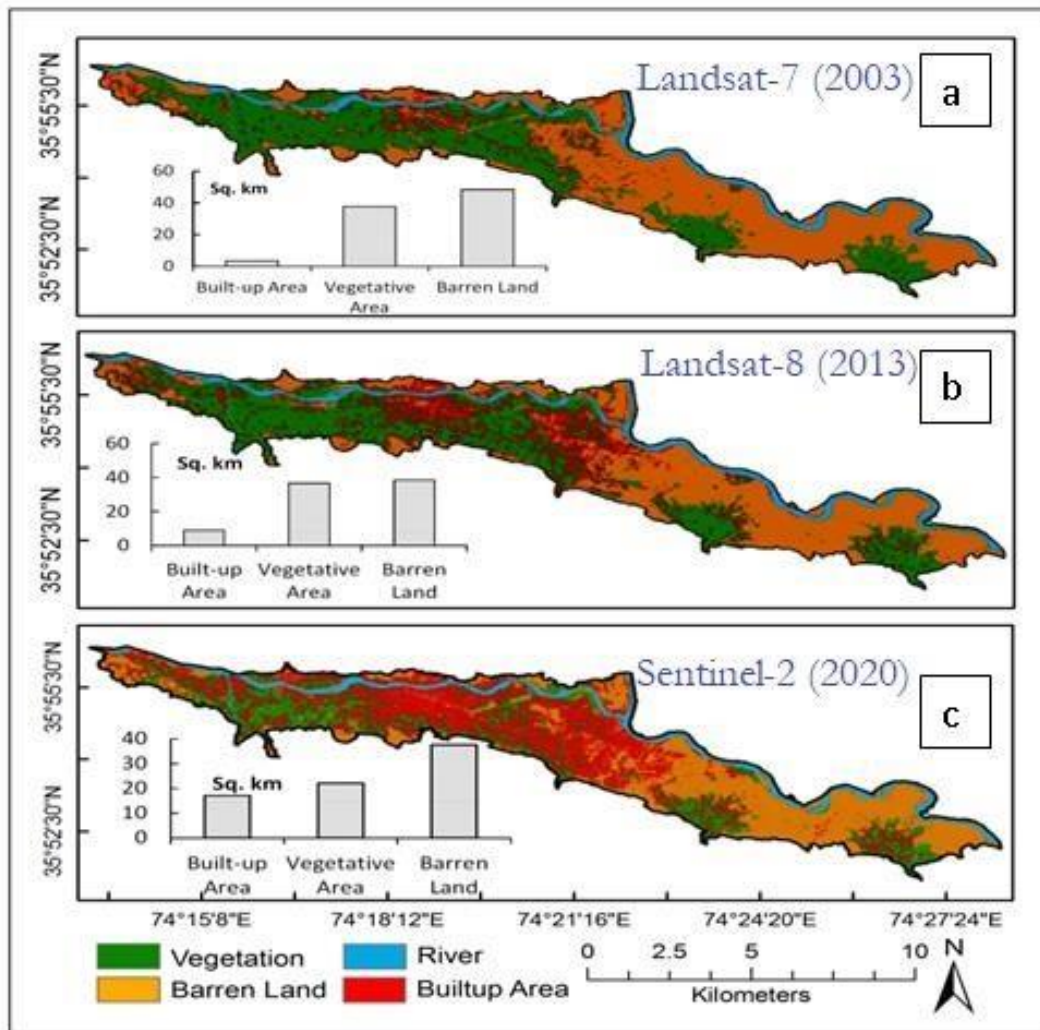 Landsat-7 (2003)
a
35°55'30"N
35°52'30"N
Sq. km
60
40
20
0
Built-up Area
Vegetative
Area
Barren Land
Landsat-8 (2013)
b
35°55'30"N
35°52'30"N
Sq. km
60
40
20
0
Built-up
Area
Vegetative
Area
Barren
Land
Sentinel-2 (2020)
c
35°55'30"N
35°52'30"N
Sq. km
40
30
20
10
0
Built-up
Area
Vegetative
Area
Barren
Land
74°15'8"E 74°18'12"E 74°21'16"E 74°24'20"E 74°27'24"E
Vegetation
River
Barren Land
Builtup Area
0 2.5 5 10
Kilometers
N